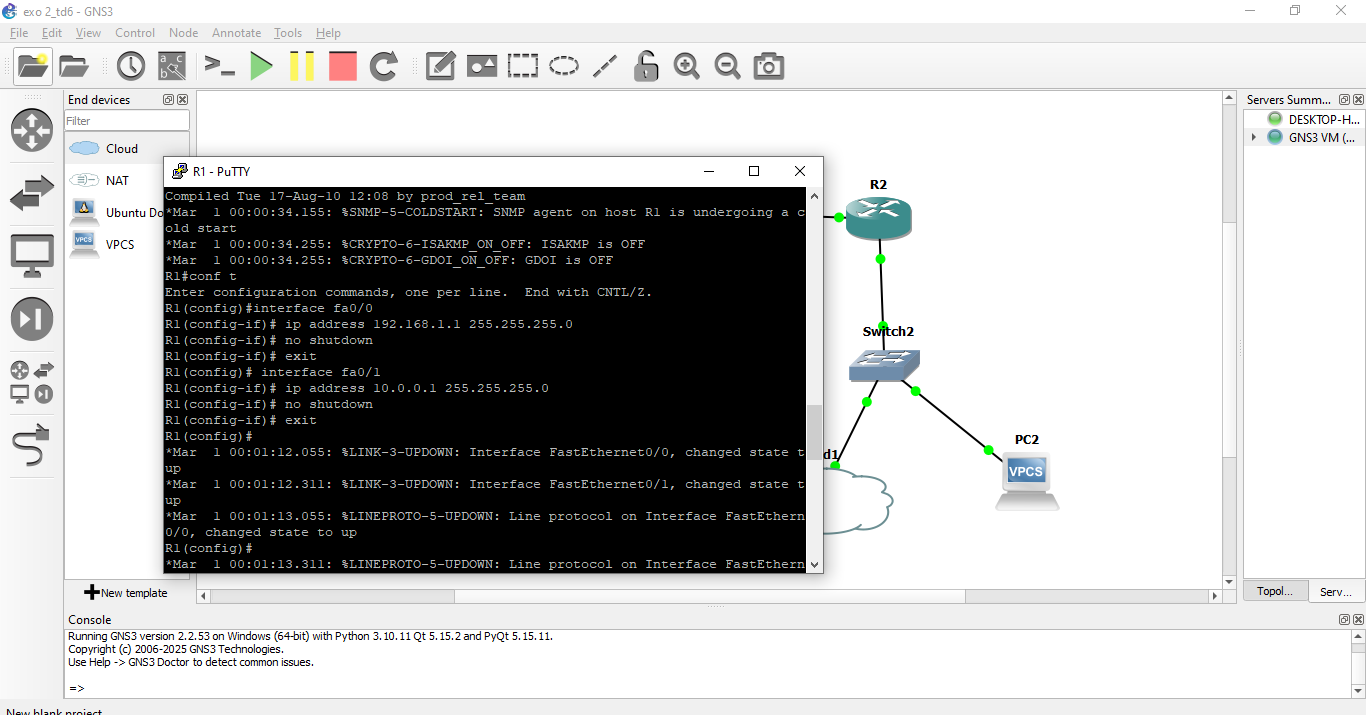 exo 2_td6 - GNS3
File Edit View Control Node Annotate Tools Help
End devices
Filter
Cloud
NAT
Ubuntu Do
VPCS
New template
R1 - PuTTY
Compiled Tue 17-Aug-10 12:08 by prod_rel_team
*Mar  1 00:00:34.155: %SNMP-5-COLDSTART: SNMP agent on host R1 is undergoing a c
old start
*Mar  1 00:00:34.255: %CRYPTO-6-ISAKMP_ON_OFF: ISAKMP is OFF
*Mar  1 00:00:34.255: %CRYPTO-6-GDOI_ON_OFF: GDOI is OFF
R1#conf t
Enter configuration commands, one per line.  End with CNTL/Z.
R1(config)#interface fa0/0
R1(config-if)# ip address 192.168.1.1 255.255.255.0
R1(config-if)# no shutdown
R1(config-if)# exit
R1(config)# interface fa0/1
R1(config-if)# ip address 10.0.0.1 255.255.255.0
R1(config-if)# no shutdown
R1(config-if)# exit
R1(config)#
*Mar  1 00:01:12.055: %LINK-3-UPDOWN: Interface FastEthernet0/0, changed state t
up
*Mar  1 00:01:12.311: %LINK-3-UPDOWN: Interface FastEthernet0/1, changed state t
up
*Mar  1 00:01:13.055: %LINEPROTO-5-UPDOWN: Line protocol on Interface FastEthern
0/0, changed state to up
R1(config)#
*Mar  1 00:01:13.311: %LINEPROTO-5-UPDOWN: Line protocol on Interface FastEthern
R2
Switch2
d1
PC2
VPCS
Servers Summ...
DESKTOP-H...
GNS3 VM (...
Topol... Serv...
Console
Running GNS3 version 2.2.53 on Windows (64-bit) with Python 3.10.11 Qt 5.15.2 and PyQt 5.15.11.
Copyright (c) 2006-2025 GNS3 Technologies.
Use Help -> GNS3 Doctor to detect common issues.
=>
New blank project